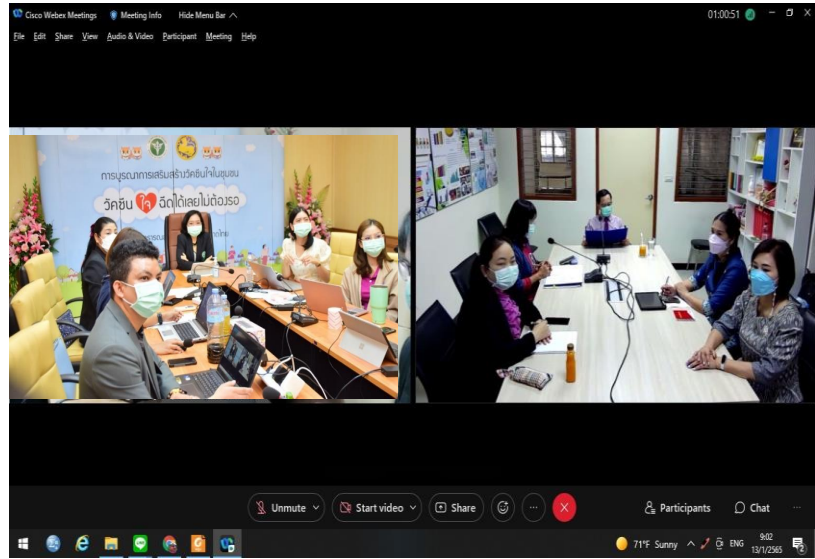 Cisco Webex Meetings Meeting Info Hide Menu Bar
01:00:51
File Edit Share View Audio & Video Participant Meeting Help
การบูรณาการเสริมสร้างวัคซีนใจในชุมชน
วัคซีน ใจ ฉีดได้เลยไม่ต้องรอ
Unmute
Start video
Share
Participants
Chat
71°F Sunny
ENG
9:02
13/1/2565